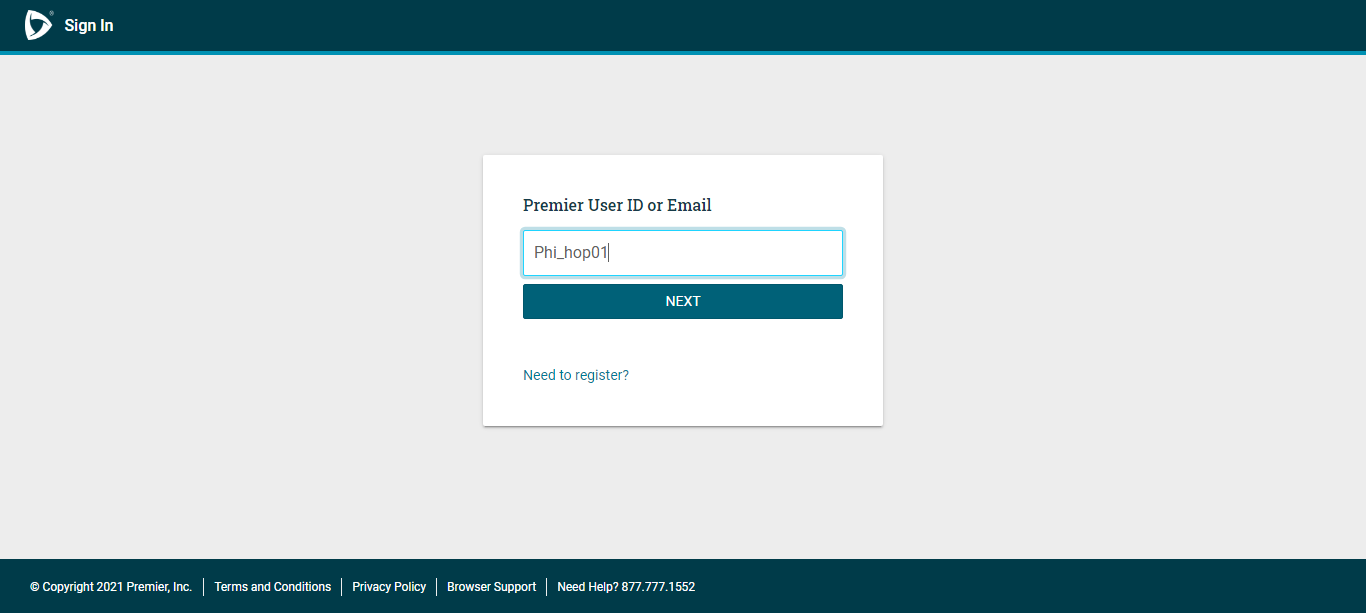 Sign In
Premier User ID or Email
Phi_hop01
NEXT
Need to register?
© Copyright 2021 Premier, Inc. Terms and Conditions Privacy Policy Browser Support Need Help? 877.777.1552